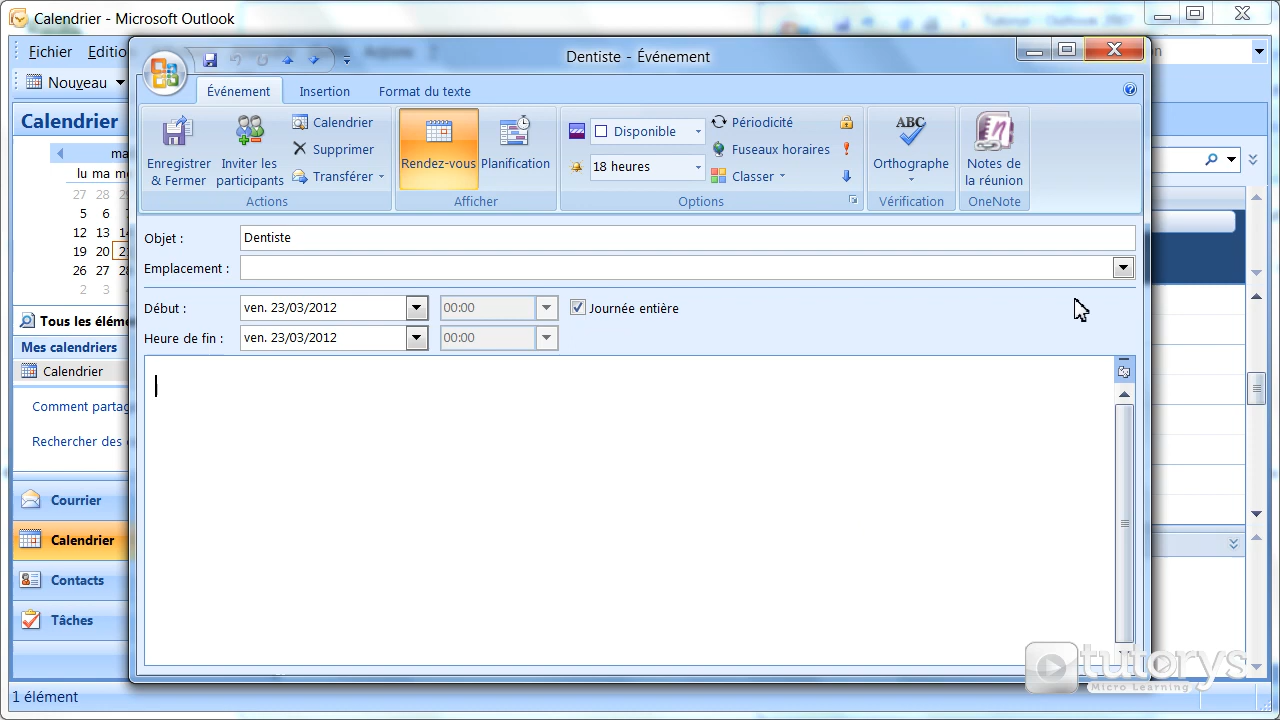 Calendrier - Microsoft Outlook
Fichier Editio
Nouveau
Dentiste - Événement
Événement Insertion Format du texte
Enregistrer & Fermer
Inviter les participants
Calendrier
Supprimer
Transférer
Actions
Rendez-vous
Planification
Afficher
Disponible
18 heures
Périodicité
Fuseaux horaires
Classer
Options
ABC
Orthographe
Vérification
Notes de la réunion
OneNote
Objet : Dentiste
Emplacement :
Début : ven. 23/03/2012 00:00 Journée entière
Heure de fin : ven. 23/03/2012 00:00
Calendrier
ma
lu ma me
27 28
5 6
12 13
19 20
26 27
2 3
Tous les éléme
Mes calendriers
Calendrier
Comment partag
Rechercher des
Courrier
Calendrier
Contacts
Tâches
1 élément
tutorys
Micro Learning